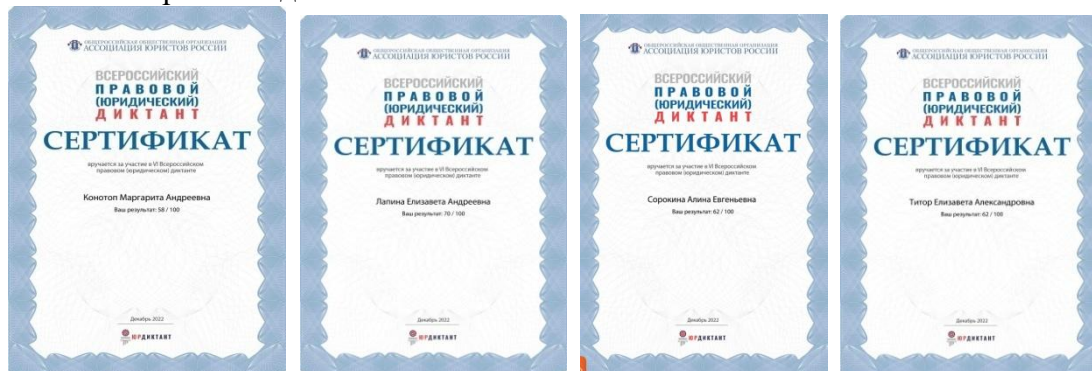 ОБЩЕРОССИЙСКАЯ ОБЩЕСТВЕННАЯ ОРГАНИЗАЦИЯ
АССОЦИАЦИЯ ЮРИСТОВ РОССИИ
ВСЕРОССИЙСКИЙ
ПРАВОВОЙ
(ЮРИДИЧЕСКИЙ)
ДИКТАНТ
СЕРТИФИКАТ
вручается за участие в VI Всероссийском
правовом (юридическом) диктанте
Конотоп Маргарита Андреевна
Ваш результат: 58 / 100
Декабрь 2022
ЮРДИКТАНТ
ОБЩЕРОССИЙСКАЯ ОБЩЕСТВЕННАЯ ОРГАНИЗАЦИЯ
АССОЦИАЦИЯ ЮРИСТОВ РОССИИ
ВСЕРОССИЙСКИЙ
ПРАВОВОЙ
(ЮРИДИЧЕСКИЙ)
ДИКТАНТ
СЕРТИФИКАТ
вручается за участие в VI Всероссийском
правовом (юридическом) диктанте
Лапина Елизавета Андреевна
Ваш результат: 70 / 100
Декабрь 2022
ЮРДИКТАНТ
ОБЩЕРОССИЙСКАЯ ОБЩЕСТВЕННАЯ ОРГАНИЗАЦИЯ
АССОЦИАЦИЯ ЮРИСТОВ РОССИИ
ВСЕРОССИЙСКИЙ
ПРАВОВОЙ
(ЮРИДИЧЕСКИЙ)
ДИКТАНТ
СЕРТИФИКАТ
вручается за участие в VI Всероссийском
правовом (юридическом) диктанте
Сорокина Алина Евгеньевна
Ваш результат: 62 / 100
Декабрь 2022
ЮРДИКТАНТ
ОБЩЕРОССИЙСКАЯ ОБЩЕСТВЕННАЯ ОРГАНИЗАЦИЯ
АССОЦИАЦИЯ ЮРИСТОВ РОССИИ
ВСЕРОССИЙСКИЙ
ПРАВОВОЙ
(ЮРИДИЧЕСКИЙ)
ДИКТАНТ
СЕРТИФИКАТ
вручается за участие в VI Всероссийском
правовом (юридическом) диктанте
Титор Елизавета Александровна
Ваш результат: 62 / 100
Декабрь 2022
ЮРДИКТАНТ